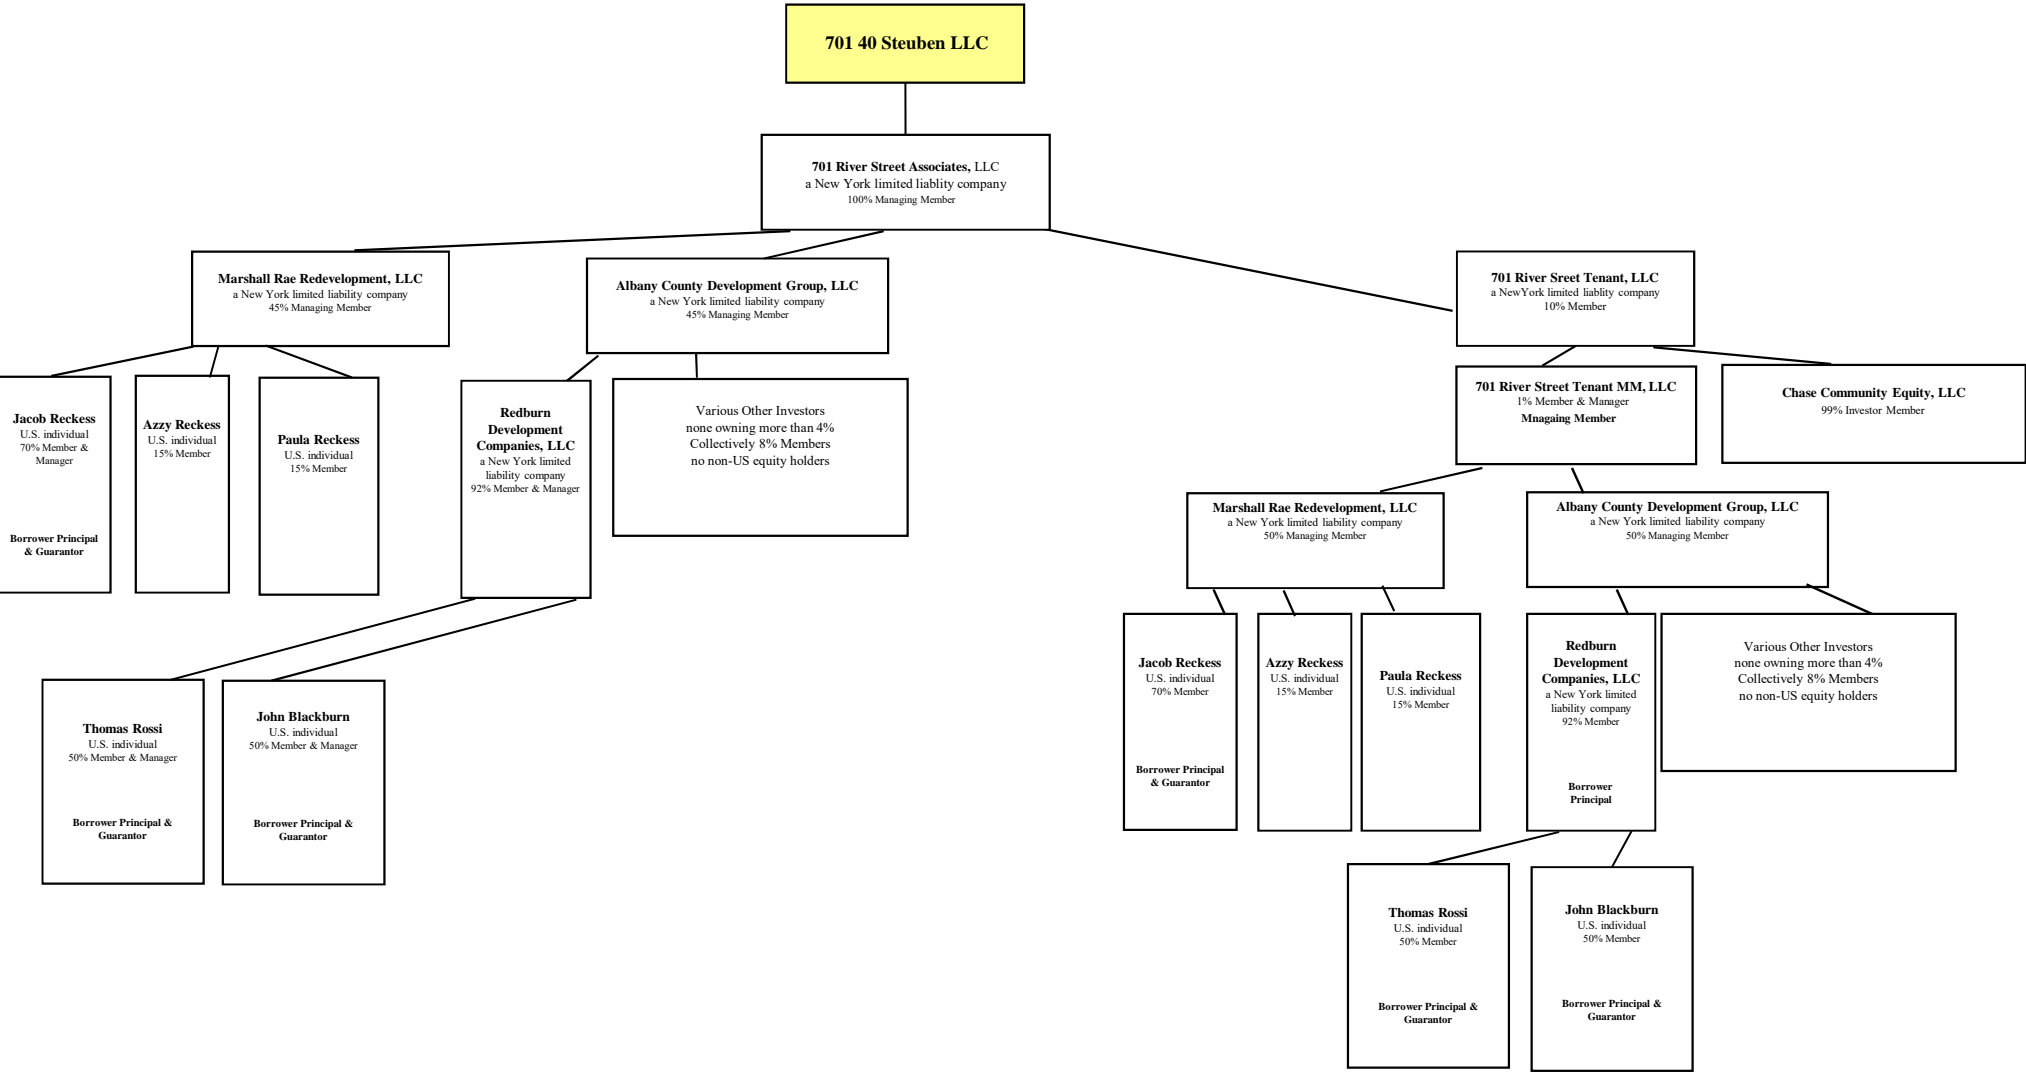 701 40 Steuben LLC
701 River Street Associates, LLC
a New York limited liablity company
100% Managing Member
Marshall Rae Redevelopment, LLC
a New York limited liability company
45% Managing Member
Albany County Development Group, LLC
a New York limited liability company
45% Managing Member
701 River Sreet Tenant, LLC
a NewYork limited liablity company
10% Member
Jacob Reckess
U.S. individual
70% Member &
Manager
Borrower Principal
& Guarantor
Azzy Reckess
U.S. individual
15% Member
Paula Reckess
U.S. individual
15% Member
Redburn
Development
Companies, LLC
a New York limited
liability company
92% Member & Manager
Various Other Investors
none owning more than 4%
Collectively 8% Members
no non-US equity holders
701 River Street Tenant MM, LLC
1% Member & Manager
Mnagaing Member
Chase Community Equity, LLC
99% Investor Member
Marshall Rae Redevelopment, LLC
a New York limited liability company
50% Managing Member
Albany County Development Group, LLC
a New York limited liability company
50% Managing Member
Jacob Reckess
U.S. individual
70% Member
Borrower Principal
& Guarantor
Azzy Reckess
U.S. individual
15% Member
Paula Reckess
U.S. individual
15% Member
Redburn
Development
Companies, LLC
a New York limited
liability company
92% Member
Borrower
Principal
Various Other Investors
none owning more than 4%
Collectively 8% Members
no non-US equity holders
Thomas Rossi
U.S. individual
50% Member & Manager
Borrower Principal &
Guarantor
John Blackburn
U.S. individual
50% Member & Manager
Borrower Principal &
Guarantor
Thomas Rossi
U.S. individual
50% Member
Borrower Principal &
Guarantor
John Blackburn
U.S. individual
50% Member
Borrower Principal &
Guarantor